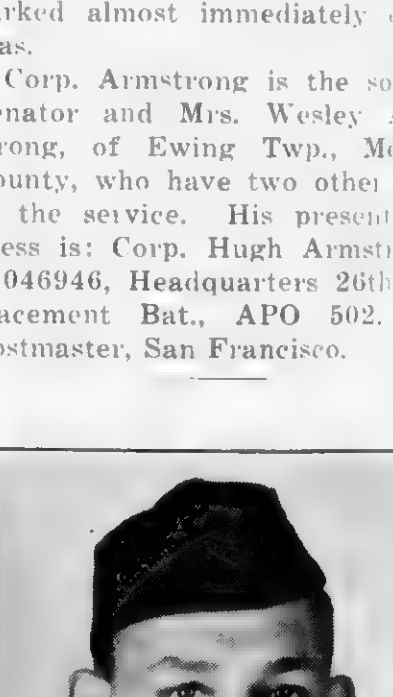 arked almost immediately
as.
Corp. Armstrong is the so
enator and Mrs. Wesley
rong, of Ewing Twp., Me
ounty, who have two other
the service. His present
ess is: Corp. Hugh Armst
046946, Headquarters 26th
acement Bat., APO 502.
ostmaster, San Francisco.